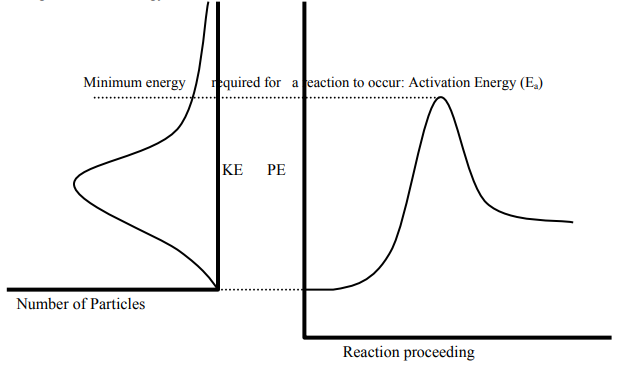 Minimum energy required for a reaction to occur: Activation Energy (Ea)
KE PE
Number of Particles
Reaction proceeding